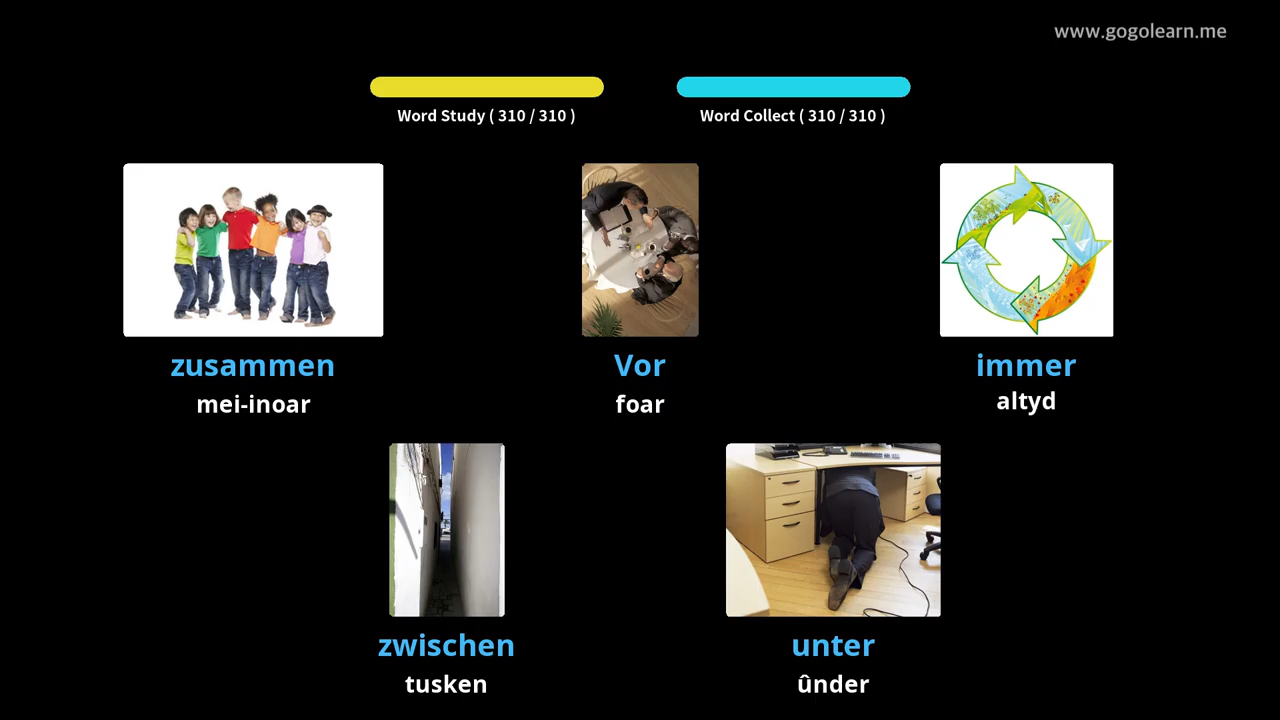 www.gogolearn.me
Word Study ( 310 / 310 )
Word Collect ( 310 / 310 )
zusammen
mei-inoar
Vor
foar
immer
altyd
zwischen
tusken
unter
ûnder